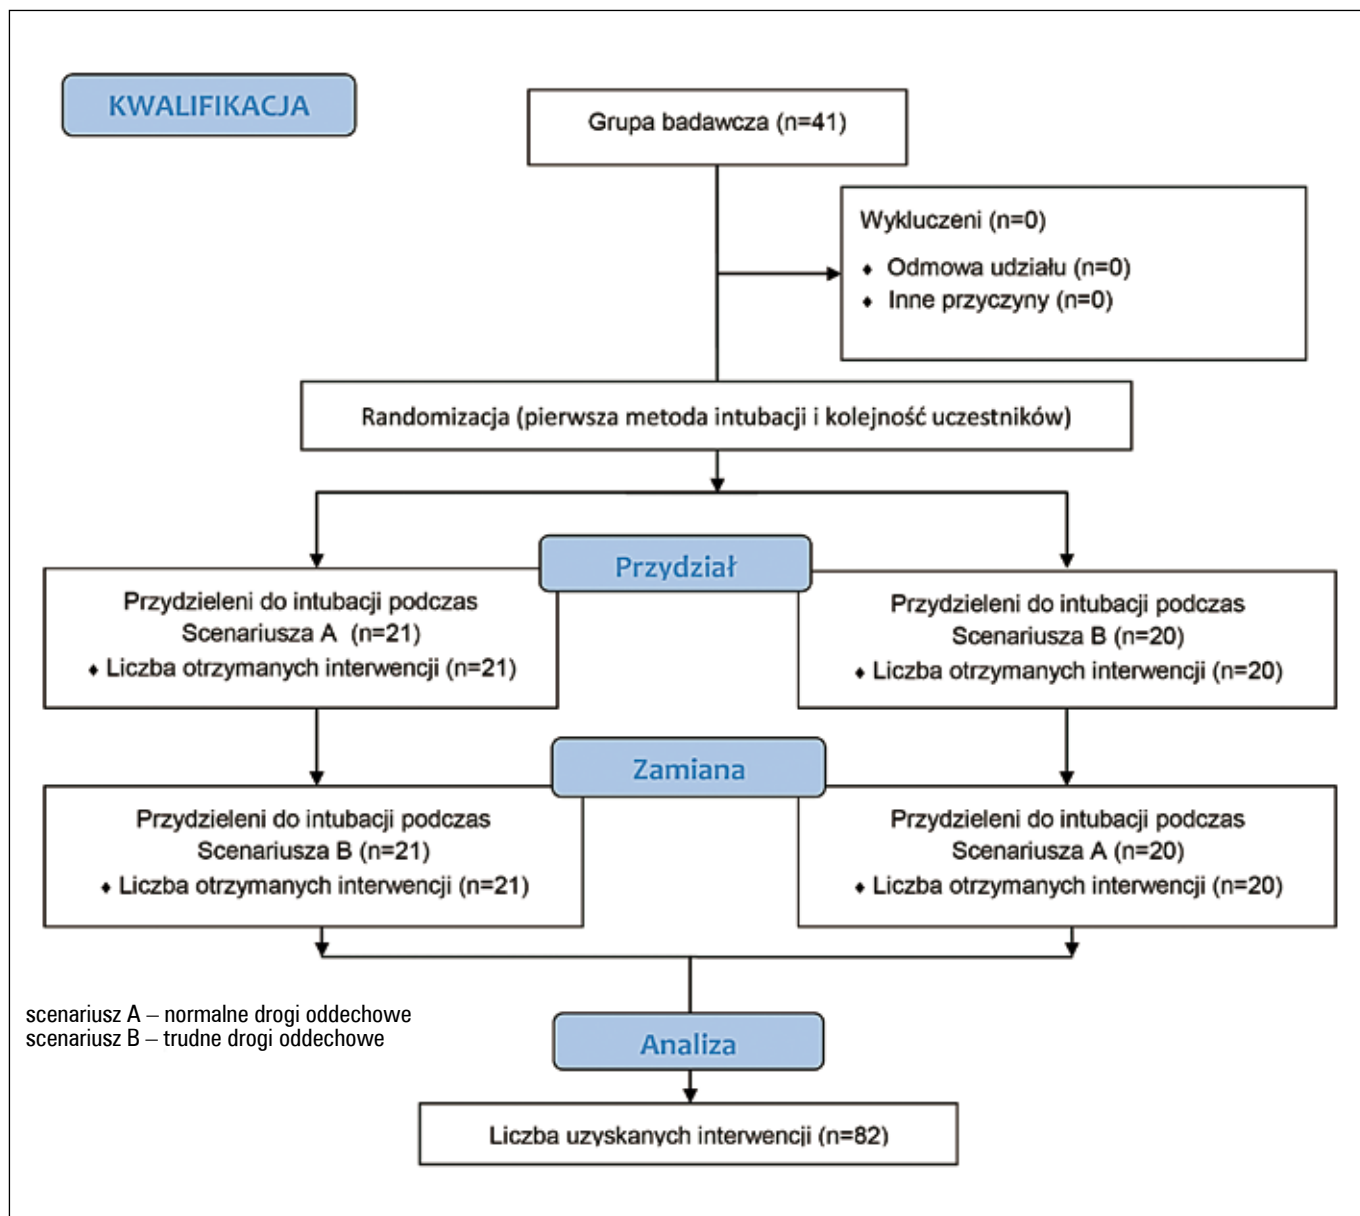 KWALIFIKACJA
Grupa badawcza (n=41)
Wykluczeni (n=0)
♦ Odmowa udziału (n=0)
♦ Inne przyczyny (n=0)
Randomizacja (pierwsza metoda intubacji i kolejność uczestników)
Przydział
Przydzieleni do intubacji podczas
Scenariusza A (n=21)
♦ Liczba otrzymanych interwencji (n=21)
Przydzieleni do intubacji podczas
Scenariusza B (n=20)
♦ Liczba otrzymanych interwencji (n=20)
Zamiana
Przydzieleni do intubacji podczas
Scenariusza B (n=21)
♦ Liczba otrzymanych interwencji (n=21)
Przydzieleni do intubacji podczas
Scenariusza A (n=20)
♦ Liczba otrzymanych interwencji (n=20)
scenariusz A – normalne drogi oddechowe
scenariusz B – trudne drogi oddechowe
Analiza
Liczba uzyskanych interwencji (n=82)